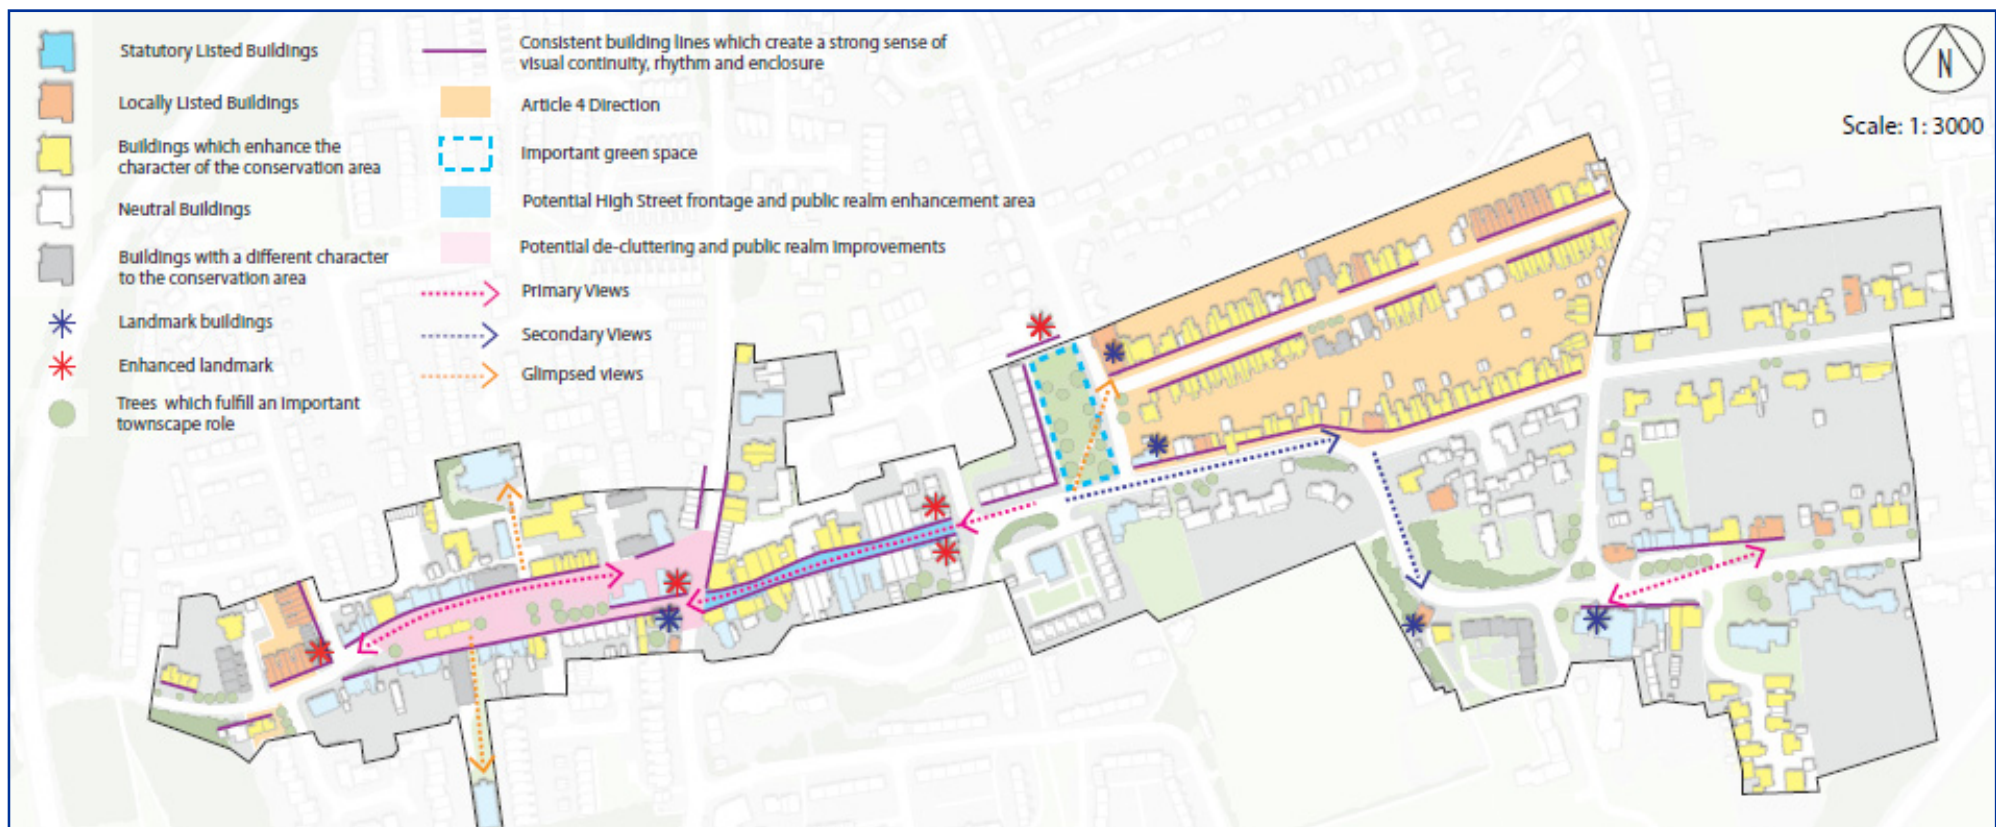 Statutory Listed Buildings
Locally Listed Buildings
Buildings which enhance the
character of the conservation area
Neutral Buildings
Buildings with a different character
to the conservation area
Landmark buildings
Enhanced landmark
Trees which fulfill an important
townscape role
Consistent building lines which create a strong sense of
visual continuity, rhythm and enclosure
Article 4 Direction
Important green space
Potential High Street frontage and public realm enhancement area
Potential de-cluttering and public realm improvements
Primary Views
Secondary Views
Glimpsed views
N
Scale: 1: 3000